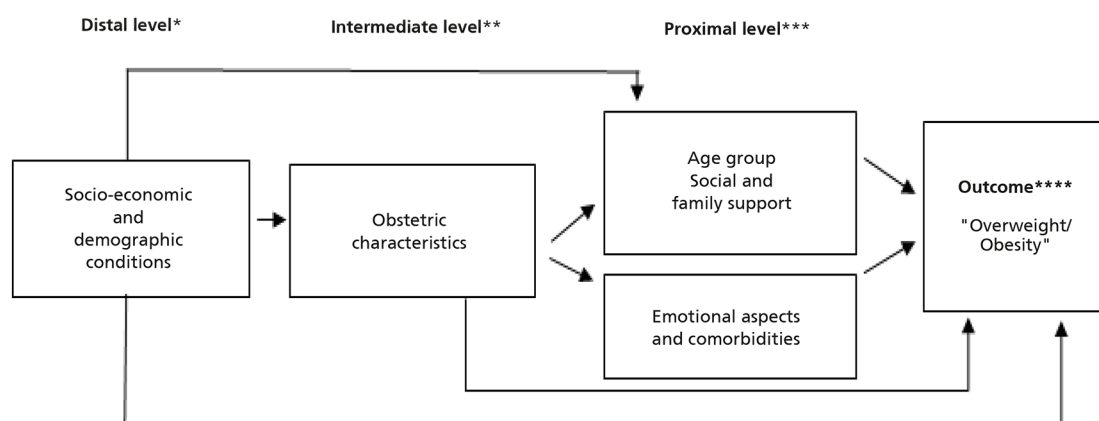 Distal level*
Intermediate level**
Proximal level***
Socio-economic
and
demographic
conditions
Obstetric
characteristics
Age group
Social and
family support
Emotional aspects
and comorbidities
Outcome****
"Overweight/
Obesity"